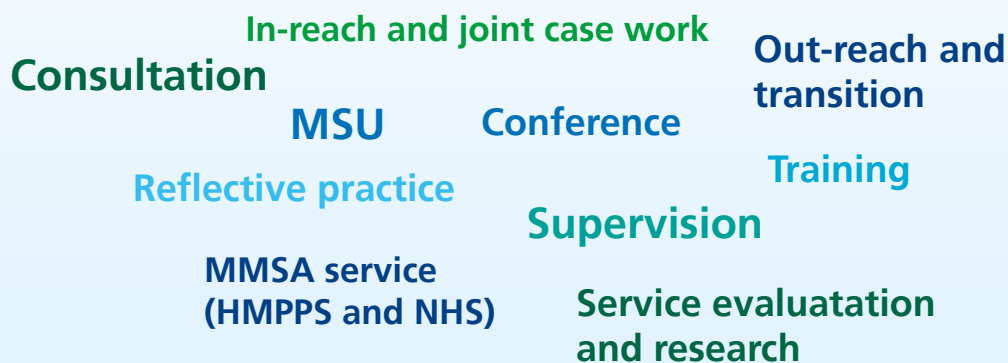 In-reach and joint case work
Out-reach and
transition
Consultation
MSU
Conference
Training
Reflective practice
Supervision
MMSA service
(HMPPS and NHS)
Service evaluatation
and research